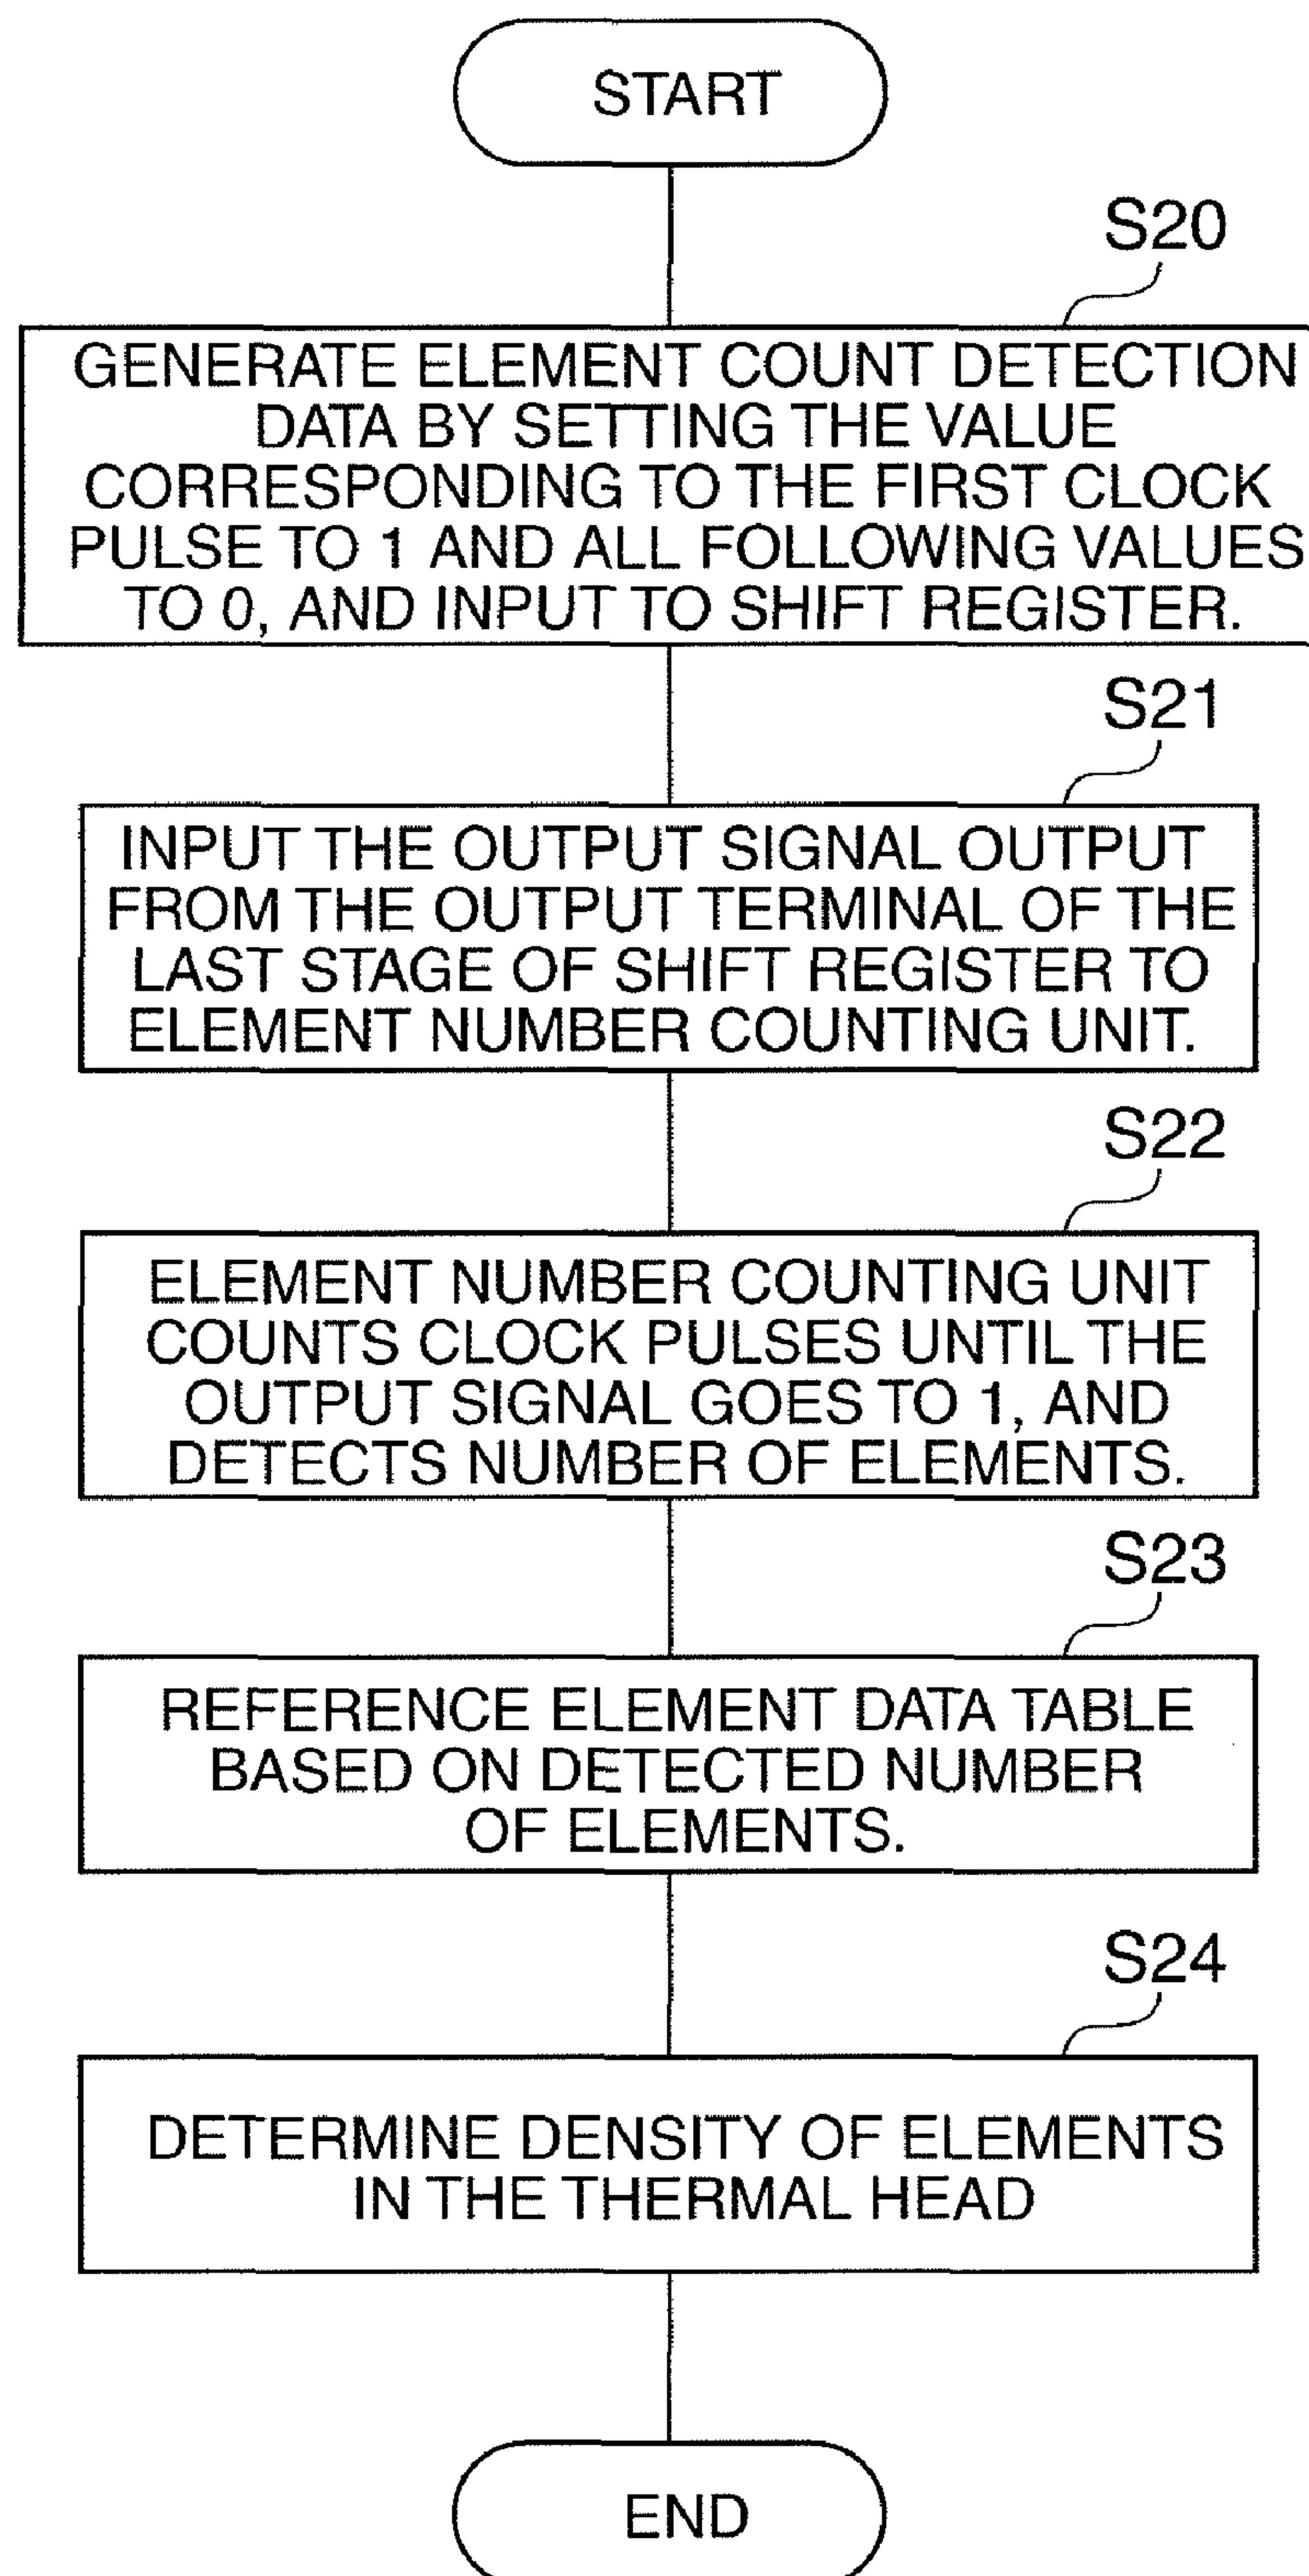 START
S20
GENERATE ELEMENT COUNT DETECTION
DATA BY SETTING THE VALUE
CORRESPONDING TO THE FIRST CLOCK
PULSE TO 1 AND ALL FOLLOWING VALUES
TO 0, AND INPUT TO SHIFT REGISTER.
S21
INPUT THE OUTPUT SIGNAL OUTPUT
FROM THE OUTPUT TERMINAL OF THE
LAST STAGE OF SHIFT REGISTER TO
ELEMENT NUMBER COUNTING UNIT.
S22
ELEMENT NUMBER COUNTING UNIT
COUNTS CLOCK PULSES UNTIL THE
OUTPUT SIGNAL GOES TO 1, AND
DETECTS NUMBER OF ELEMENTS.
S23
REFERENCE ELEMENT DATA TABLE
BASED ON DETECTED NUMBER
OF ELEMENTS.
S24
DETERMINE DENSITY OF ELEMENTS
IN THE THERMAL HEAD
END